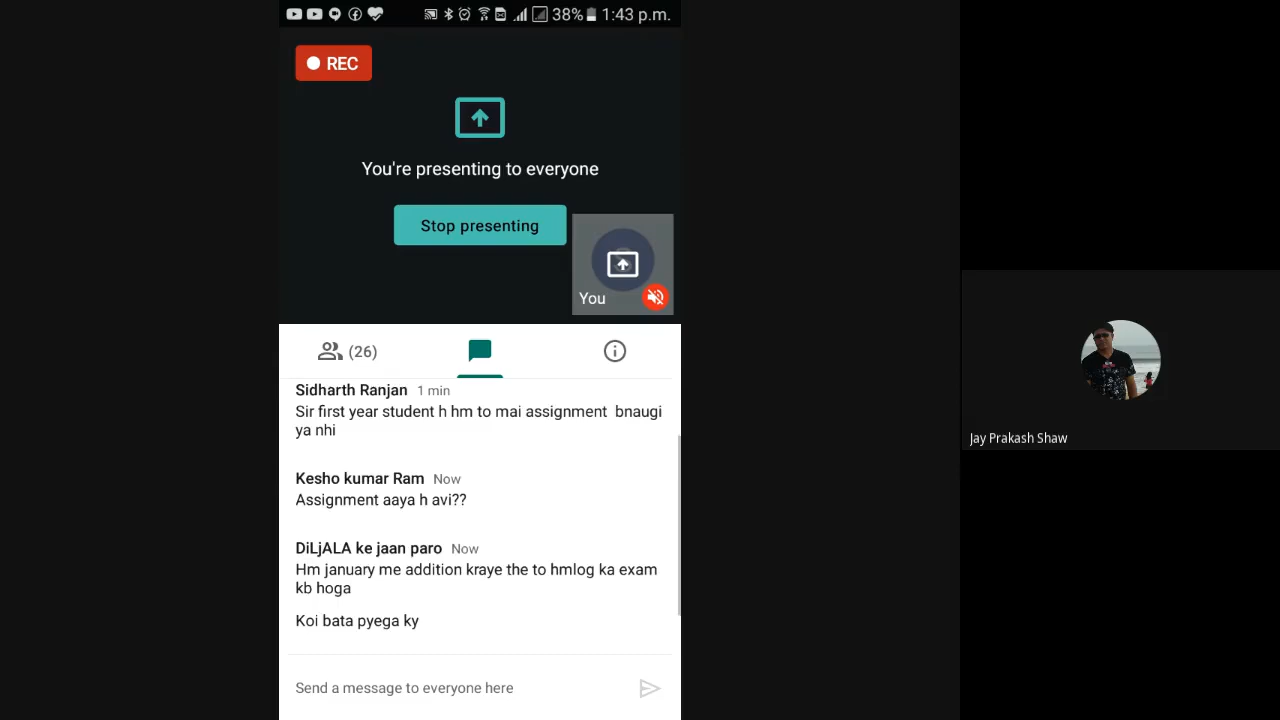 38% 1:43 p.m.
REC
You're presenting to everyone
Stop presenting
You
(26)
Sidharth Ranjan 1 min
Sir first year student h hm to mai assignment bnaugi
ya nhi
Kesho kumar Ram Now
Assignment aaya h avi??
DiLjALA ke jaan paro Now
Hm january me addition kraye the to hmlog ka exam
kb hoga
Koi bata pyega ky
Send a message to everyone here
Jay Prakash Shaw